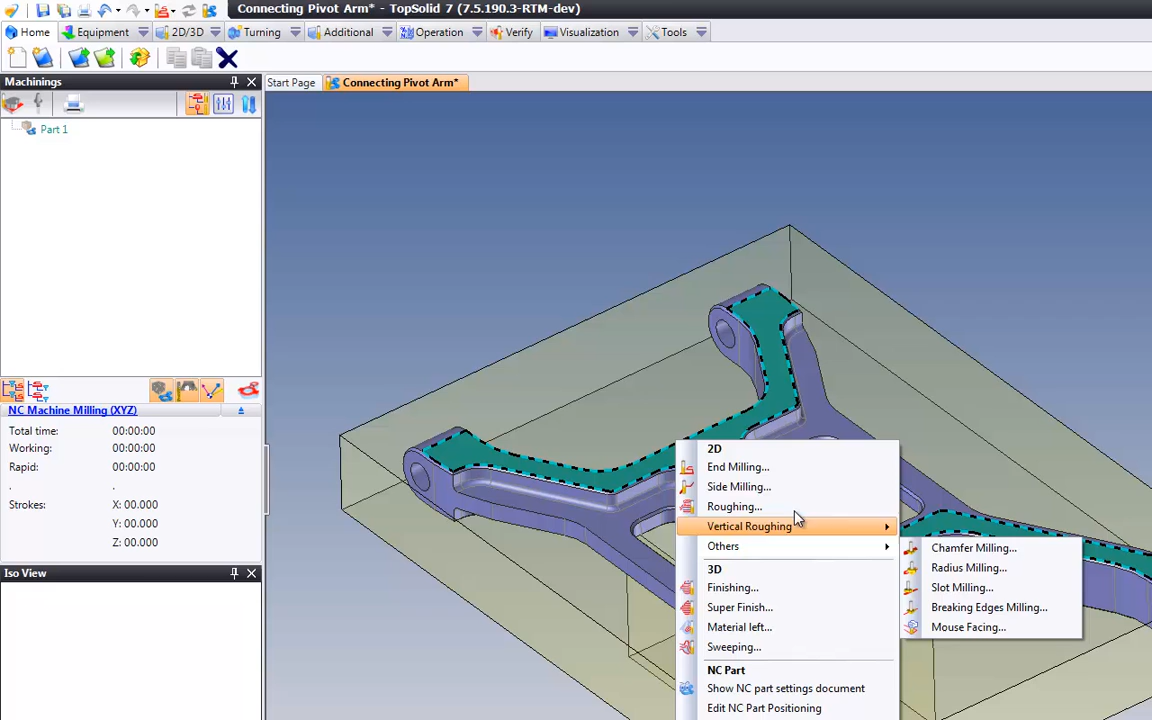 Connecting Pivot Arm* - TopSolid 7 (7.5.190.3-RTM-dev)
Home Equipment 2D/3D Turning Additional Operation Verify Visualization Tools
Machinings
Start Page Connecting Pivot Arm*
Part 1
NC Machine Milling (XYZ)
Total time: 00:00:00
Working: 00:00:00
Rapid: 00:00:00
. .
Strokes: X: 00.000
Y: 00.000
Z: 00.000
Iso View
2D
End Milling...
Side Milling...
Roughing...
Vertical Roughing
Others
3D
Finishing...
Super Finish...
Material left...
Sweeping...
NC Part
Show NC part settings document
Edit NC Part Positioning
Chamfer Milling...
Radius Milling...
Slot Milling...
Breaking Edges Milling...
Mouse Facing...